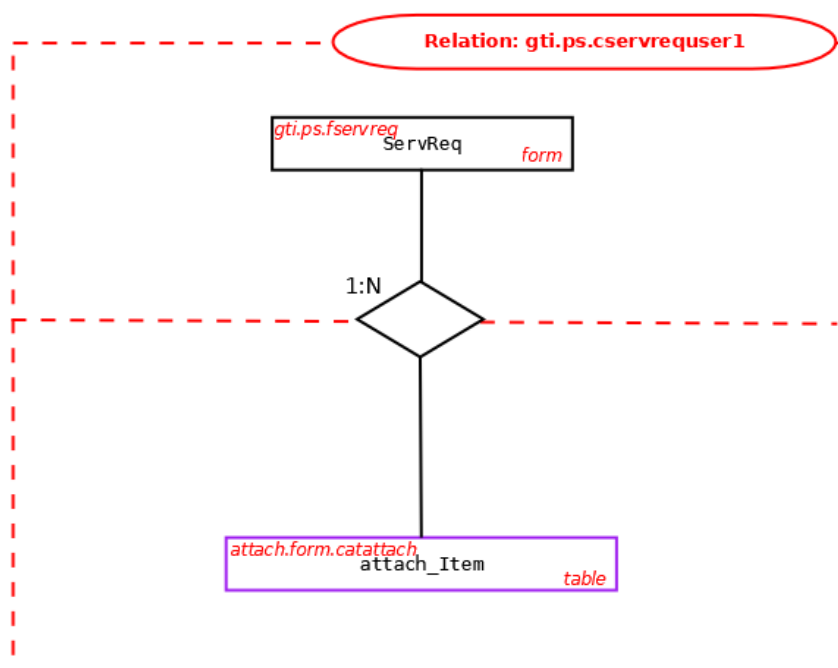 Relation: gti.ps.cservrequser1
gti.ps.fservreq
ServReq
form
1:N
attach.form.catattach
attach_Item
table